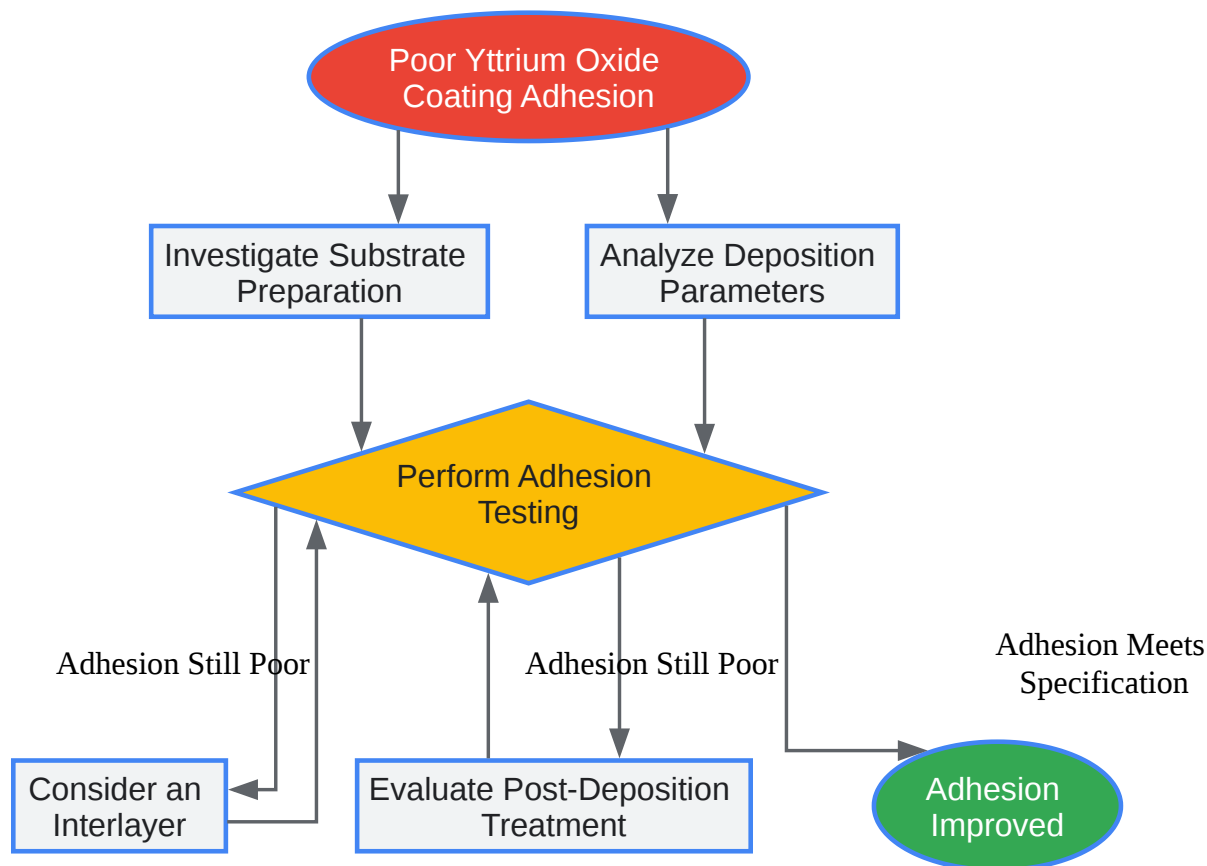 Poor Yttrium Oxide
Coating Adhesion
Investigate Substrate
Preparation
Analyze Deposition
Parameters
Perform Adhesion
Testing
Adhesion Still Poor
Adhesion Still Poor
Adhesion Meets
Specification
Consider an
Interlayer
Evaluate Post-Deposition
Treatment
Adhesion
Improved